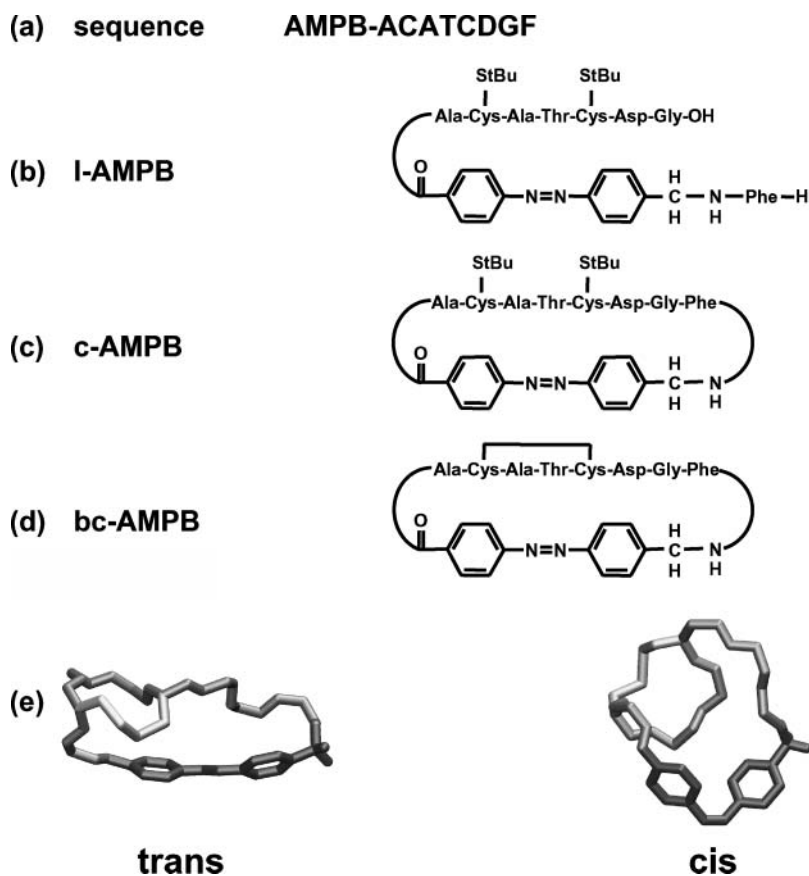 (a) sequence AMPB-ACATCDGF
StBu StBu
Ala-Cys-Ala-Thr-Cys-Asp-Gly-OH
(b) l-AMPB
O H
C N=N C N Phe H
H H
StBu StBu
Ala-Cys-Ala-Thr-Cys-Asp-Gly-Phe
(c) c-AMPB
O H
C N=N C N
H H
Ala-Cys-Ala-Thr-Cys-Asp-Gly-Phe
(d) bc-AMPB
O H
C N=N C N
H H
(e)
trans cis